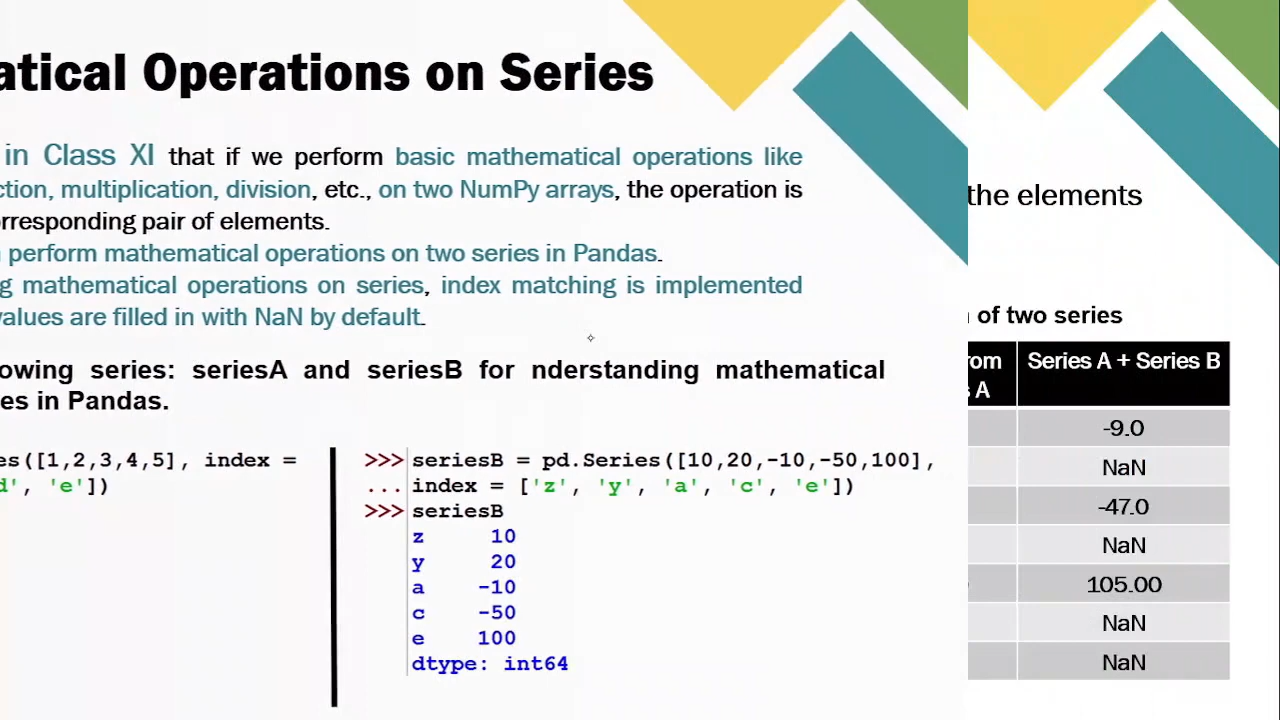 atical Operations on Series
in Class XI that if we perform basic mathematical operations like
ction, multiplication, division, etc., on two NumPy arrays, the operation is
orresponding pair of elements.
perform mathematical operations on two series in Pandas.
g mathematical operations on series, index matching is implemented
values are filled in with NaN by default.
owing series: seriesA and seriesB for nderstanding mathematical
es in Pandas.
es([1,2,3,4,5], index =
d', 'e'])
>>> seriesB = pd.Series([10,20,-10,-50,100],
... index = ['z', 'y', 'a', 'c', 'e'])
>>> seriesB
z 10
y 20
a -10
c -50
e 100
dtype: int64
the elements
of two series
om
s A
Series A + Series B
-9.0
NaN
-47.0
NaN
105.00
NaN
NaN